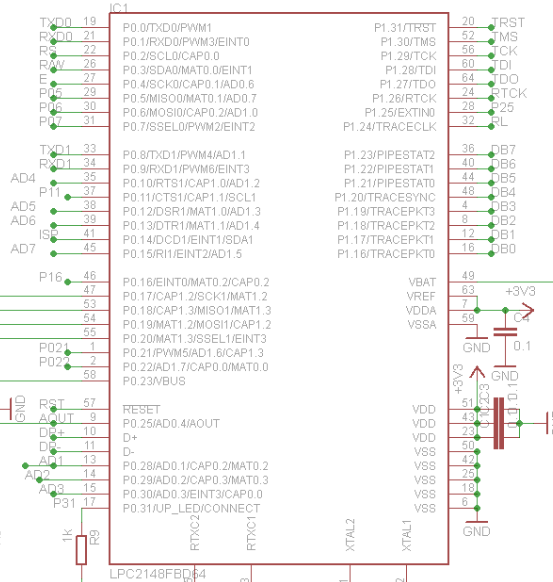 IC1
TXD0 19 P0.0/TXD0/PWM1 P1.31/TRST 20 TRST
RXD0 21 P0.1/RXD0/PWM3/EINT0 P1.30/TMS 52 TMS
RS 22 P0.2/SCL0/CAP0.0 P1.29/TCK 56 TCK
R/W 26 P0.3/SDA0/MAT0.0/EINT1 P1.28/TDI 60 TDI
E 27 P0.4/SCK0/CAP0.1/AD0.6 P1.27/TDO 64 TDO
P05 29 P0.5/MISO0/MAT0.1/AD0.7 P1.26/RTCK 24 RTCK
P06 30 P0.6/MOSI0/CAP0.2/AD1.0 P1.25/EXTIN0 28 P25
P07 31 P0.7/SSEL0/PWM2/EINT2 P1.24/TRACECLK 32 RL
TXD1 33 P0.8/TXD1/PWM4/AD1.1 P1.23/PIPESTAT2 36 DB7
RXD1 34 P0.9/RXD1/PWM6/EINT3 P1.22/PIPESTAT1 40 DB6
AD4 35 P0.10/RTS1/CAP1.0/AD1.2 P1.21/PIPESTAT0 44 DB5
P11 37 P0.11/CTS1/CAP1.1/SCL1 P1.20/TRACESYNC 48 DB4
AD5 38 P0.12/DSR1/MAT1.0/AD1.3 P1.19/TRACEPKT3 4 DB3
AD6 39 P0.13/DTR1/MAT1.1/AD1.4 P1.18/TRACEPKT2 8 DB2
ISP 41 P0.14/DCD1/EINT1/SDA1 P1.17/TRACEPKT1 12 DB1
AD7 45 P0.15/RI1/EINT2/AD1.5 P1.16/TRACEPKT0 16 DB0
P16 46 P0.16/EINT0/MAT0.2/CAP0.2 VBAT 49
47 P0.17/CAP1.2/SCK1/MAT1.2 VREF 63 +3V3
53 P0.18/CAP1.3/MISO1/MAT1.3 VDDA 7
54 P0.19/MAT1.2/MOSI1/CAP1.2 VSSA 59 C4
55 P0.20/MAT1.3/SSEL1/EINT3 GND 0.1
P021 1 P0.21/PWM5/AD1.6/CAP1.3
P022 2 P0.22/AD1.7/CAP0.0/MAT0.0
58 P0.23/VBUS GND
+3V3
GND
RST 57 RESET VDD 51
AOUT 9 P0.25/AD0.4/AOUT VDD 43
DP+ 10 D+ VDD 23
DP- 11 D- VSS 50
AD1 13 P0.28/AD0.1/CAP0.2/MAT0.2 VSS 42
AD2 14 P0.29/AD0.2/CAP0.3/MAT0.3 VSS 25
AD3 15 P0.30/AD0.3/EINT3/CAP0.0 VSS 18
P31 17 P0.31/UP_LED/CONNECT VSS 6
GND
1k R9 RTXC2 RTXC1 XTAL2 XTAL1
LPC2148FBD64